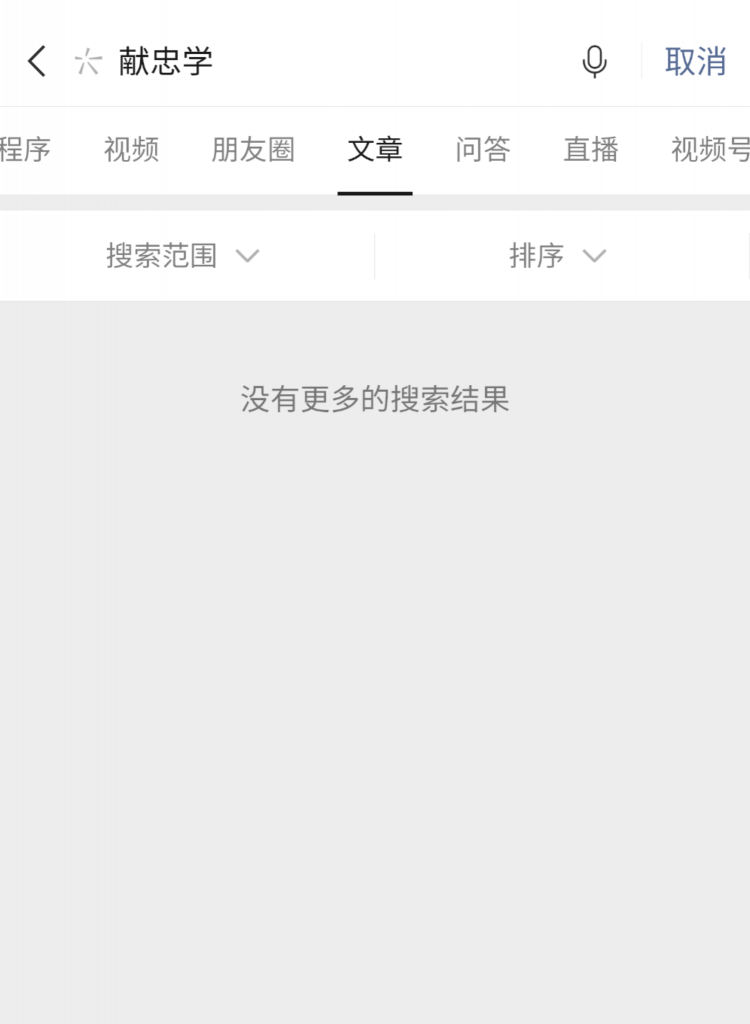 献忠学 取消
程序 视频 朋友圈 文章 问答 直播 视频号
搜索范围 排序
没有更多的搜索结果